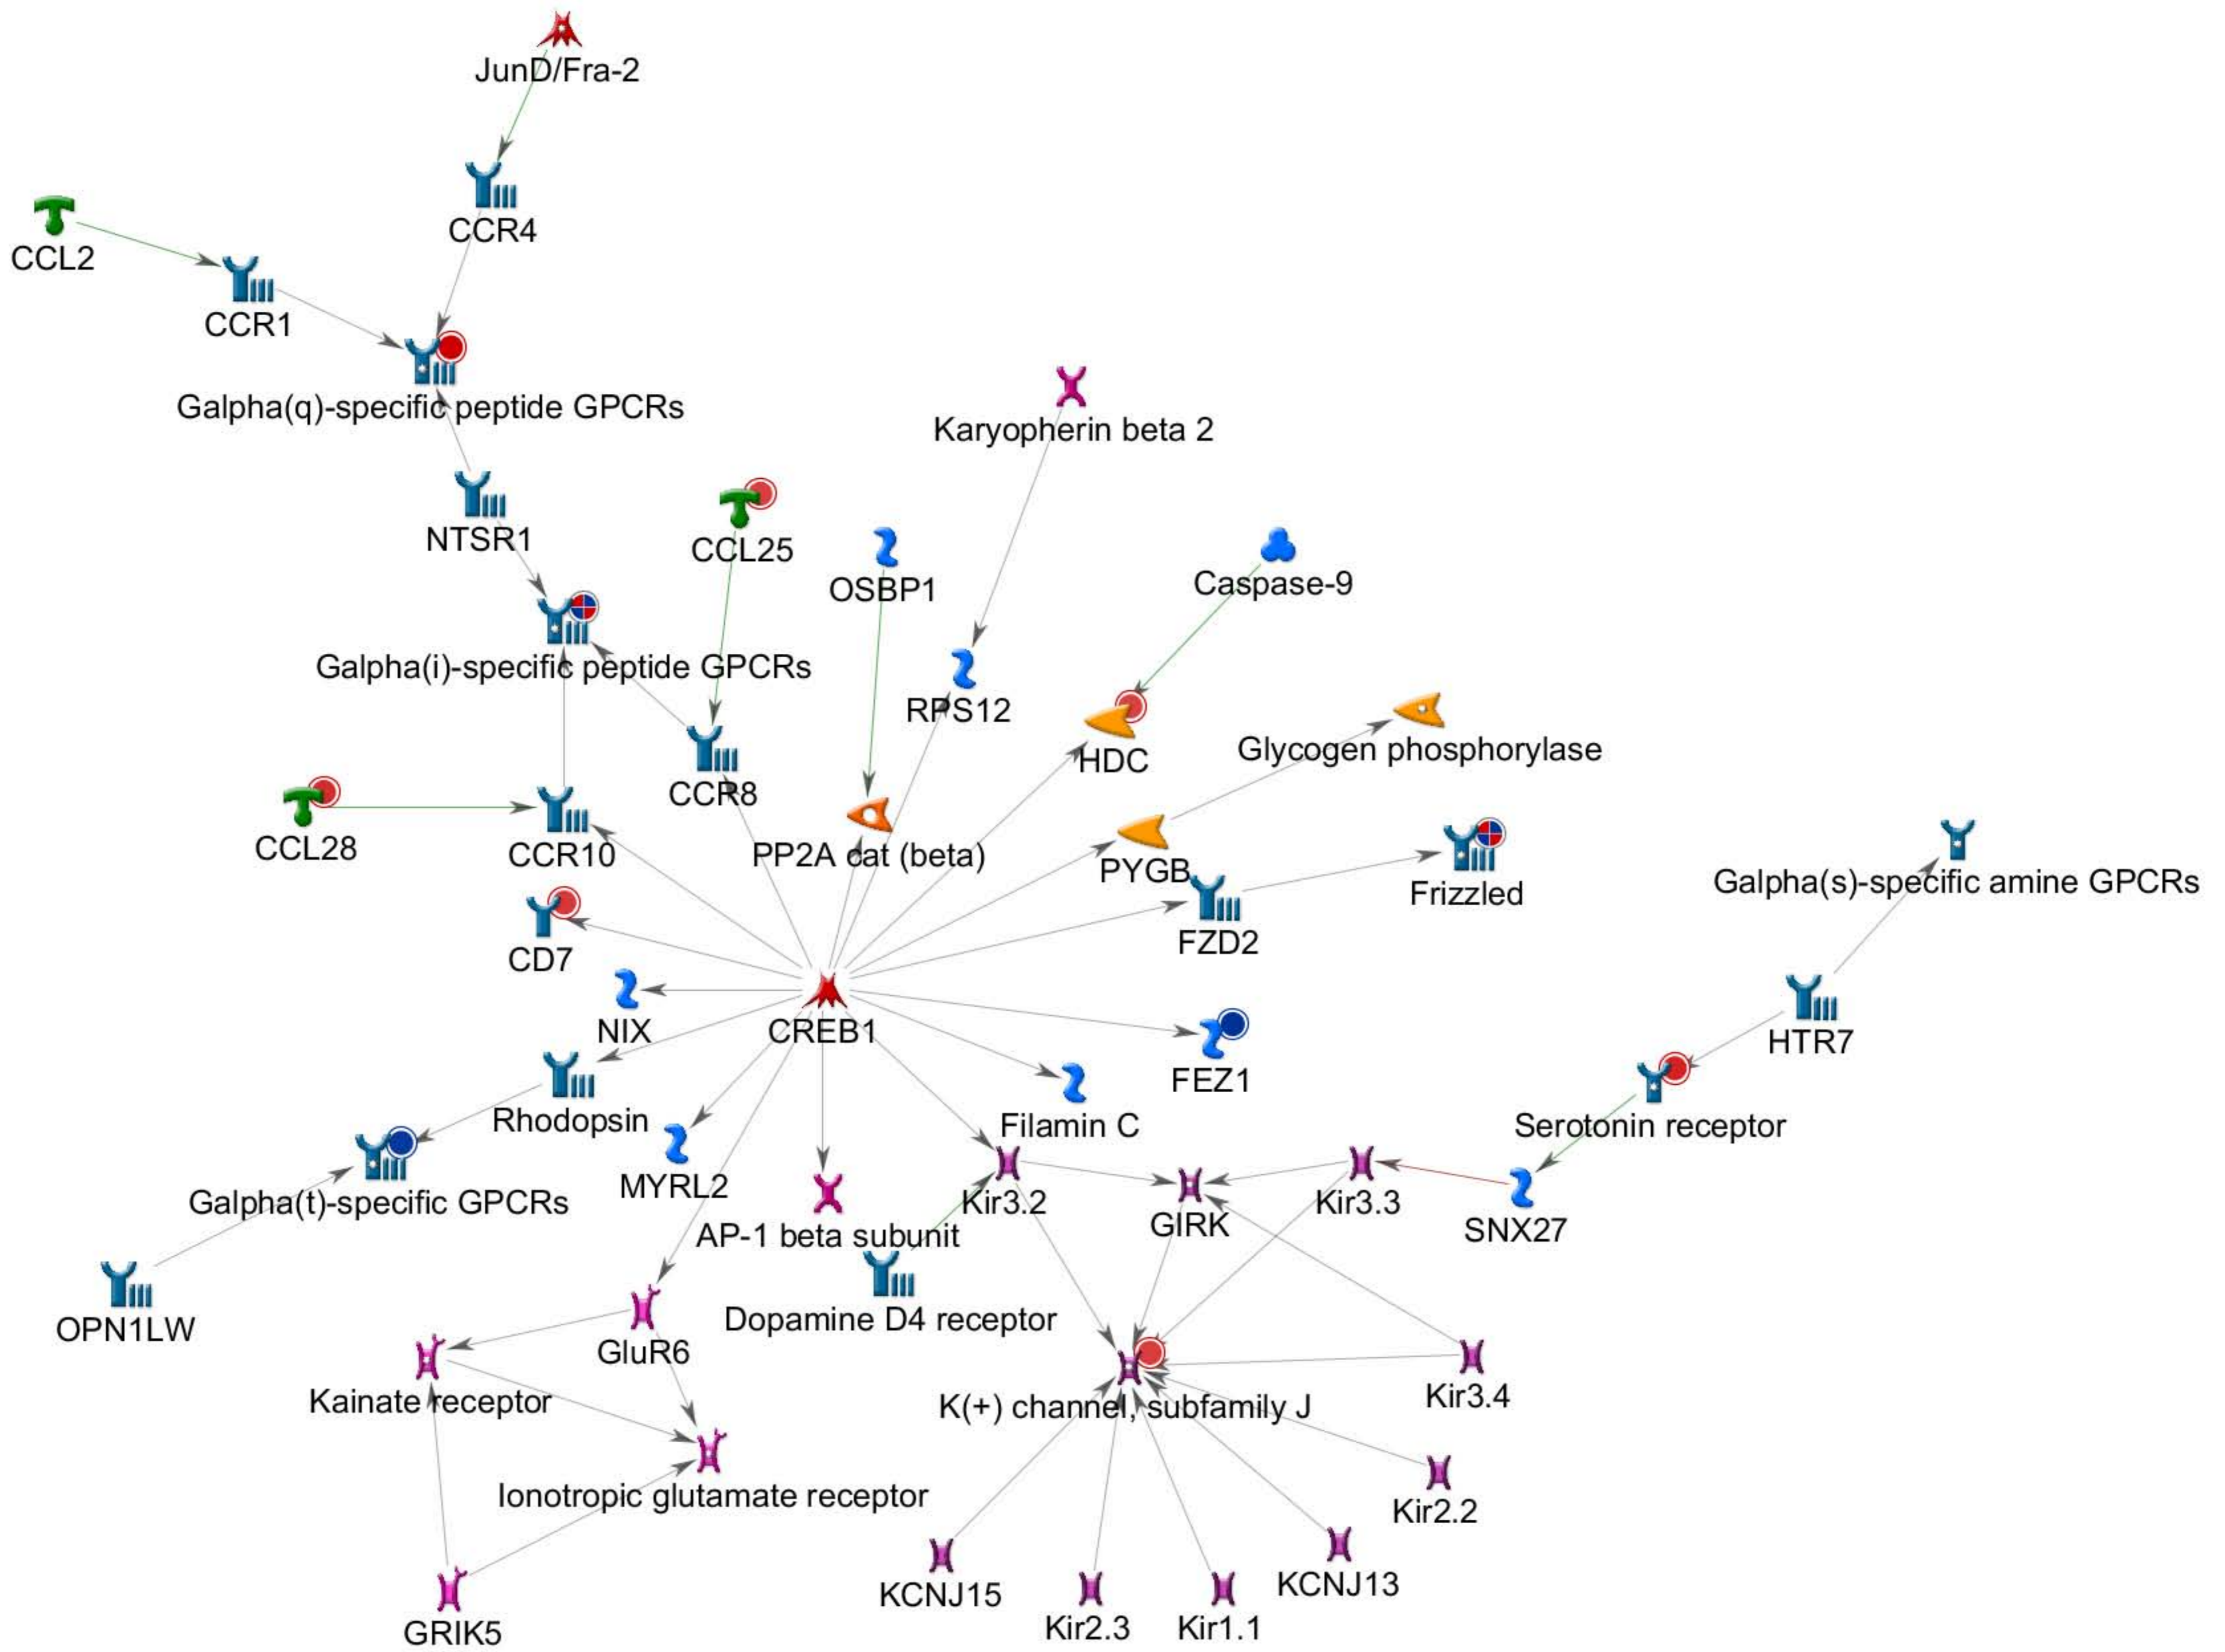 JunD/Fra-2
CCR4
CCL2
CCR1
Galpha(q)-specific peptide GPCRs
Karyopherin beta 2
NTSR1
CCL25
OSBP1
Caspase-9
Galpha(i)-specific peptide GPCRs
RPS12
HDC
Glycogen phosphorylase
CCR8
CCL28
CCR10
PP2A cat (beta)
PYGB
Frizzled
Galpha(s)-specific amine GPCRs
CD7
FZD2
NIX
CREB1
HTR7
FEZ1
Rhodopsin
Filamin C
Serotonin receptor
MYRL2
Galpha(t)-specific GPCRs
Kir3.2
GIRK
Kir3.3
SNX27
AP-1 beta subunit
OPN1LW
Dopamine D4 receptor
GluR6
Kainate receptor
K(+) channel, subfamily J
Kir3.4
Ionotropic glutamate receptor
Kir2.2
KCNJ15
KCNJ13
GRIK5
Kir2.3
Kir1.1